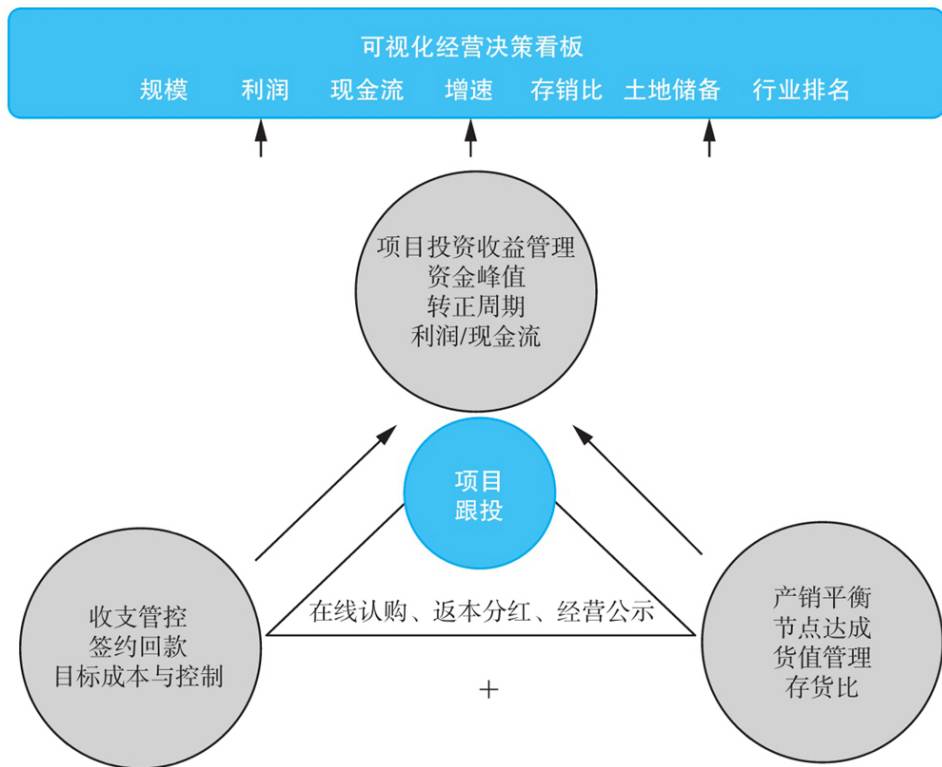 可视化经营决策看板
规模 利润 现金流 增速 存销比 土地储备 行业排名
项目投资收益管理
资金峰值
转正周期
利润/现金流
项目
跟投
在线认购、返本分红、经营公示
收支管控
签约回款
目标成本与控制
+
产销平衡
节点达成
货值管理
存货比